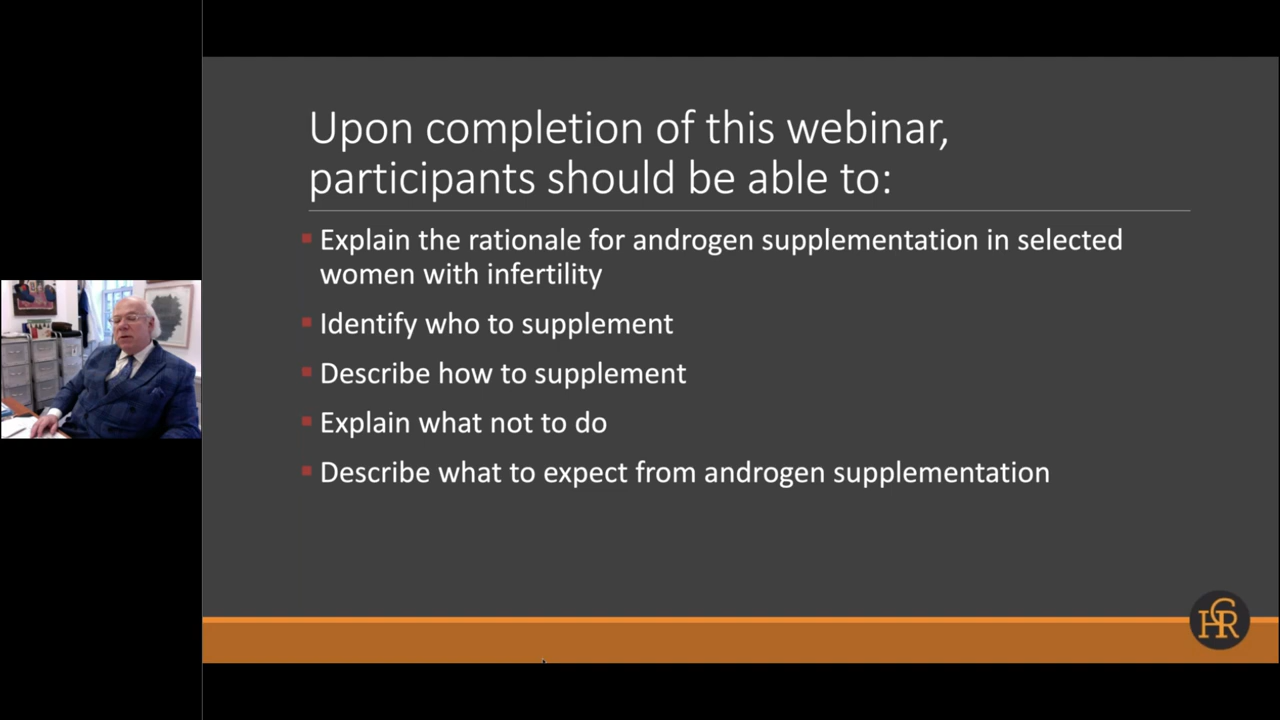 Upon completion of this webinar,
participants should be able to:
Explain the rationale for androgen supplementation in selected
women with infertility
Identify who to supplement
Describe how to supplement
Explain what not to do
Describe what to expect from androgen supplementation
CHR